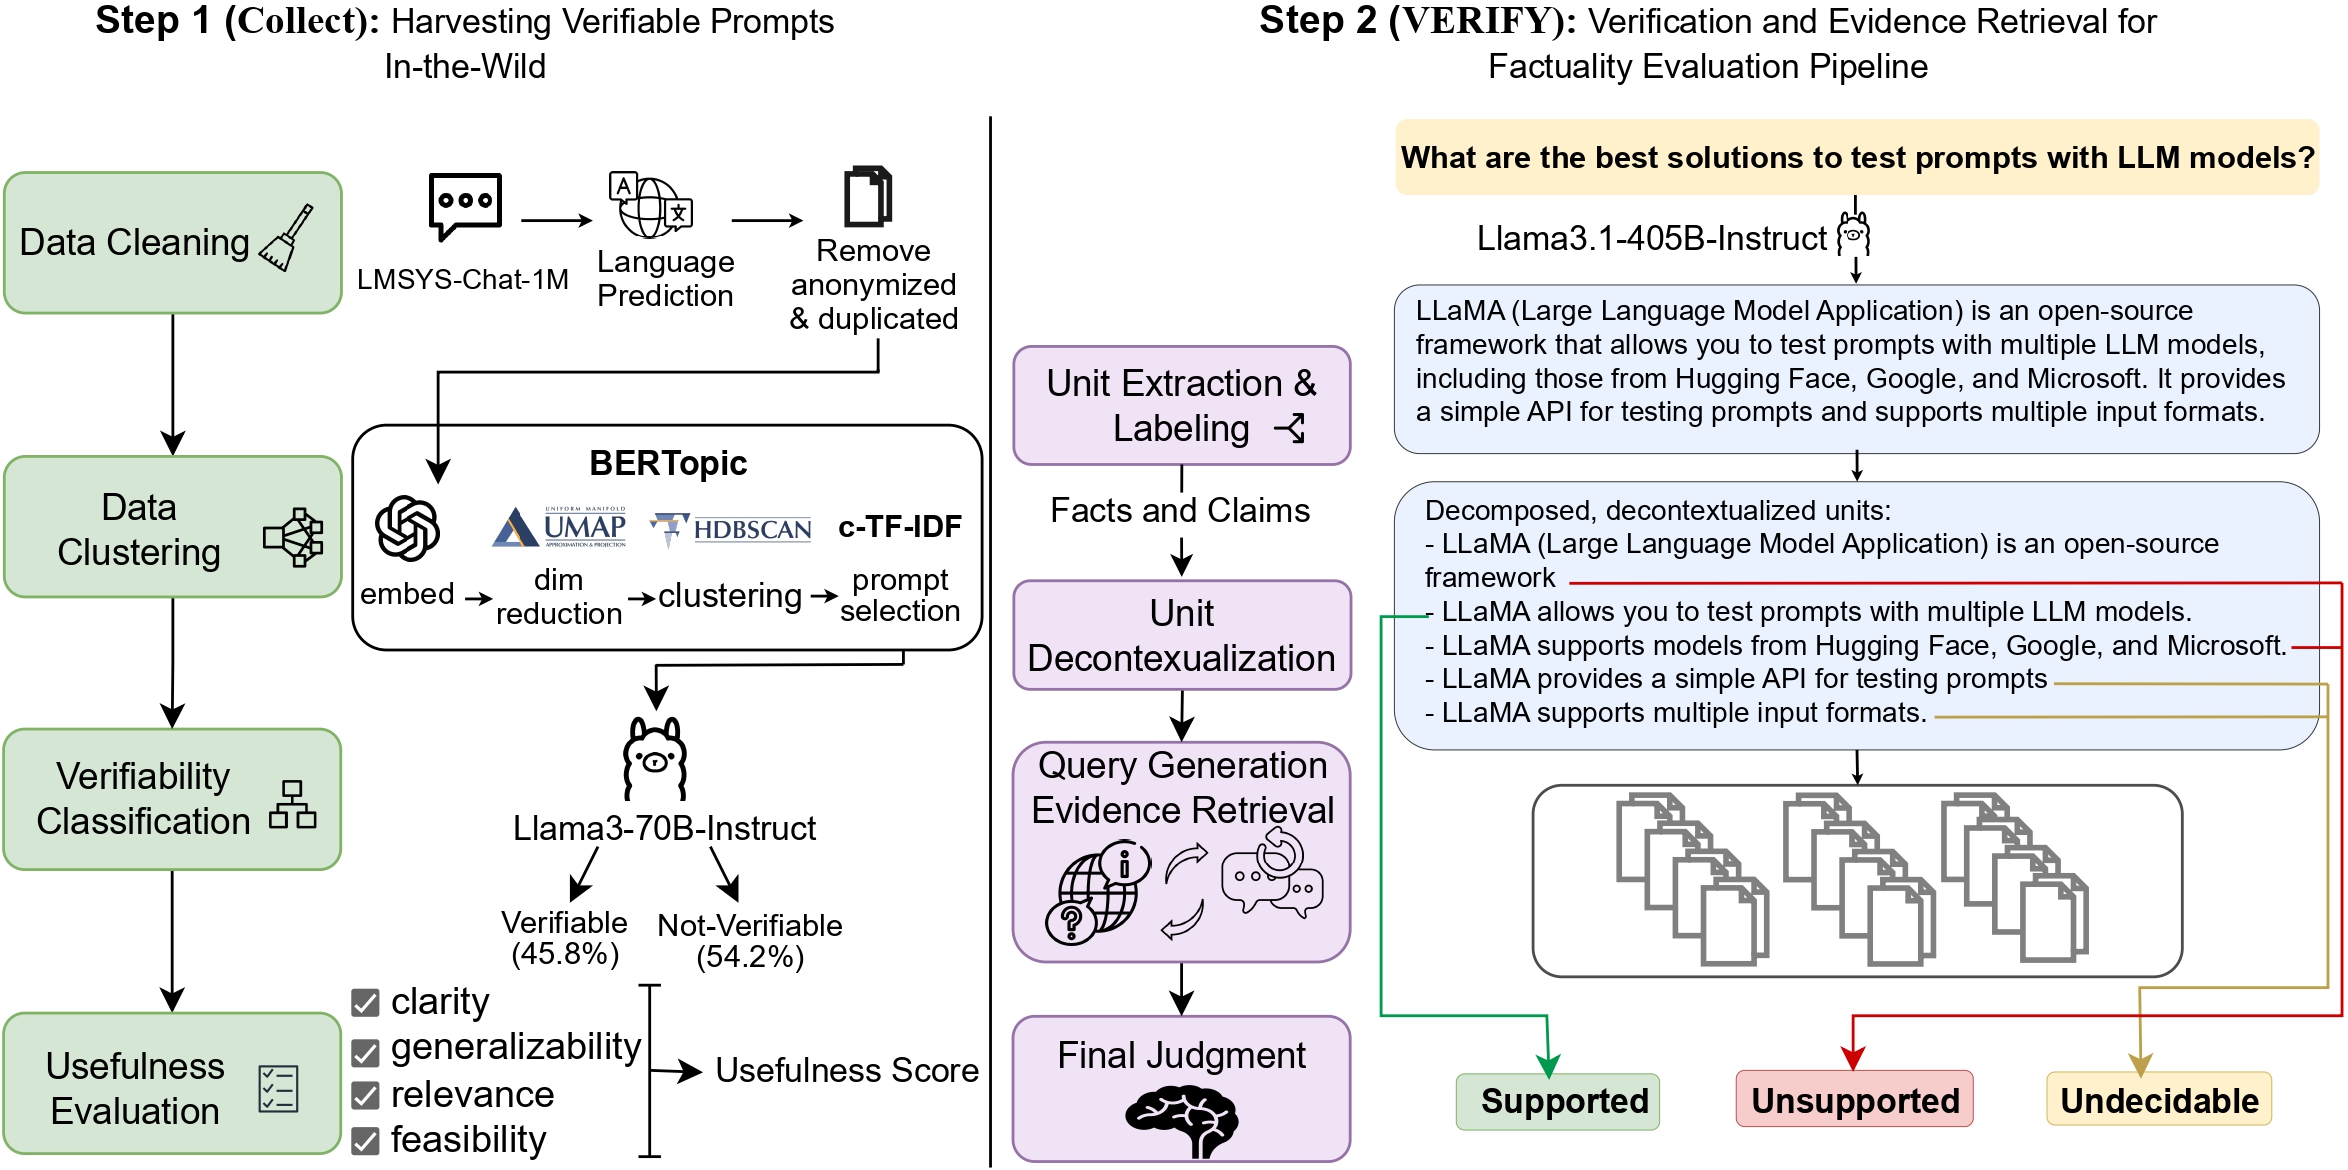 Step 1 (Collect): Harvesting Verifiable Prompts
In-the-Wild
Data Cleaning
LMSYS-Chat-1M
A
文
Language
Prediction
Remove
anonymized
& duplicated
Data
Clustering
BERTopic
UNIFORM MANIFOLD
UMAP
APPROXIMATION & PROJECTION
HDBSCAN
c-TF-IDF
embed
dim
reduction
clustering
prompt
selection
Verifiability
Classification
Llama3-70B-Instruct
Verifiable
(45.8%)
Not-Verifiable
(54.2%)
Usefulness
Evaluation
clarity
generalizability
relevance
feasibility
Usefulness Score
Step 2 (VERIFY): Verification and Evidence Retrieval for
Factuality Evaluation Pipeline
Unit Extraction &
Labeling
Facts and Claims
Unit
Decontexualization
Query Generation
Evidence Retrieval
i
?
Final Judgment
What are the best solutions to test prompts with LLM models?
Llama3.1-405B-Instruct
LLaMA (Large Language Model Application) is an open-source
framework that allows you to test prompts with multiple LLM models,
including those from Hugging Face, Google, and Microsoft. It provides
a simple API for testing prompts and supports multiple input formats.
Decomposed, decontextualized units:
- LLaMA (Large Language Model Application) is an open-source
framework
- LLaMA allows you to test prompts with multiple LLM models.
- LLaMA supports models from Hugging Face, Google, and Microsoft.
- LLaMA provides a simple API for testing prompts
- LLaMA supports multiple input formats.
Supported
Unsupported
Undecidable